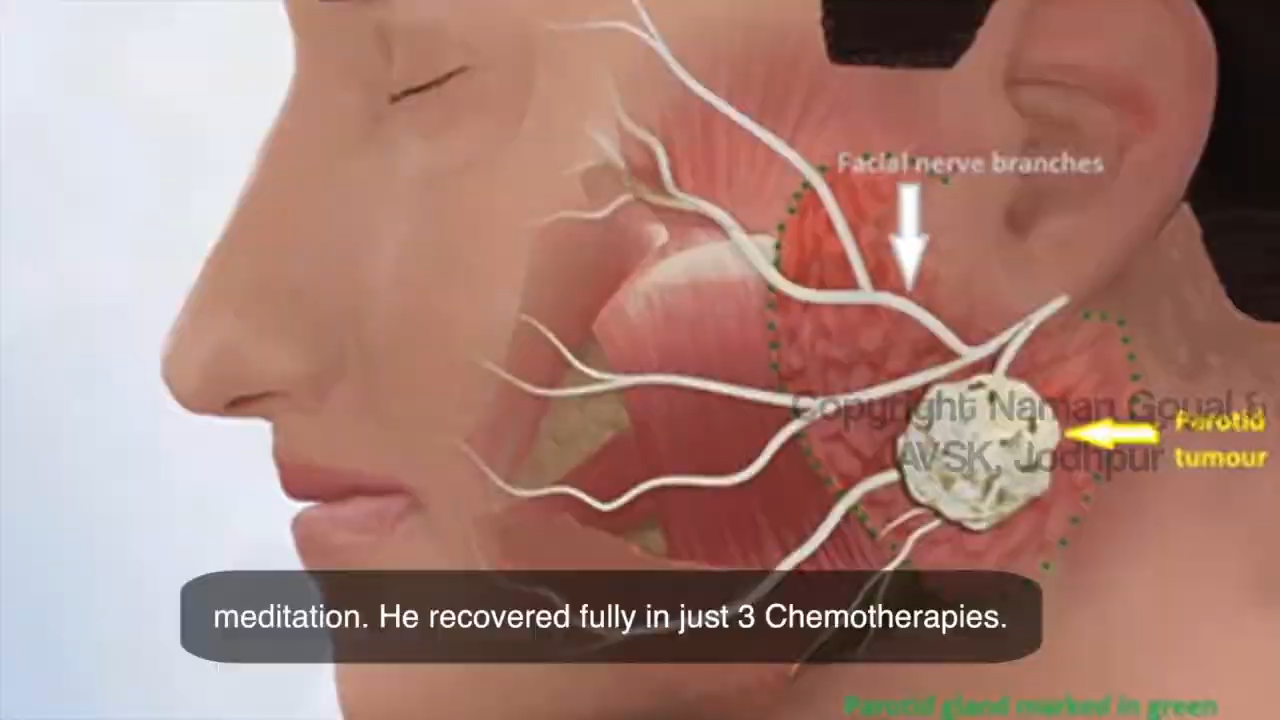 Facial nerve branches
Copyright Naman Goyal &
AVSK, Jodhpur
Parotid
tumour
meditation. He recovered fully in just 3 Chemotherapies.
Parotid gland marked in green